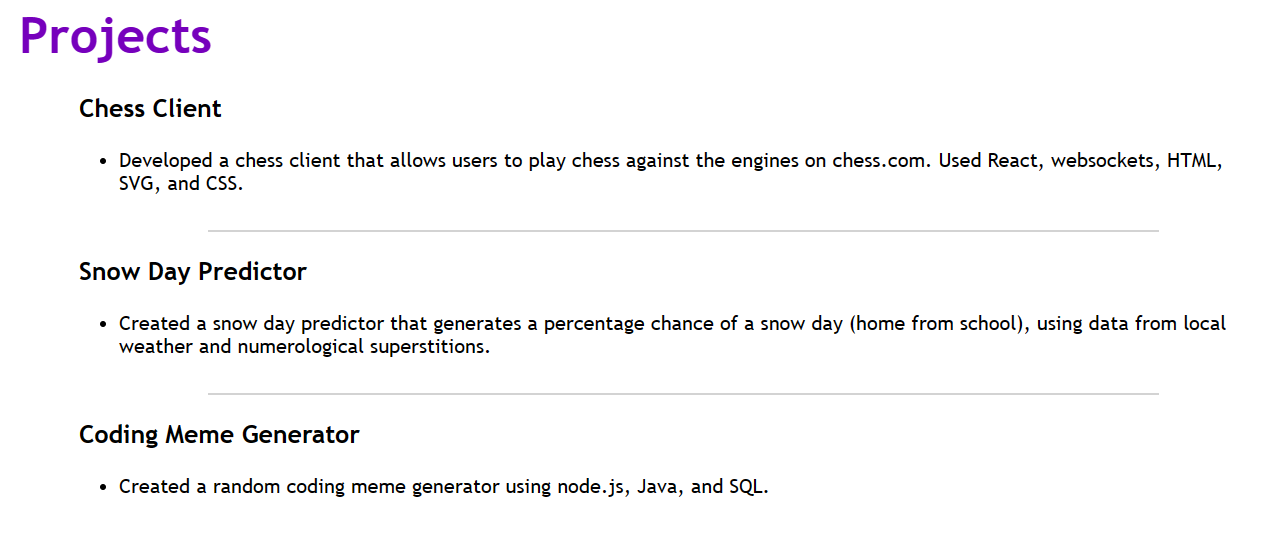 Projects
Chess Client
• Developed a chess client that allows users to play chess against the engines on chess.com. Used React, websockets, HTML,
SVG, and CSS.
Snow Day Predictor
• Created a snow day predictor that generates a percentage chance of a snow day (home from school), using data from local
weather and numerological superstitions.
Coding Meme Generator
• Created a random coding meme generator using node.js, Java, and SQL.